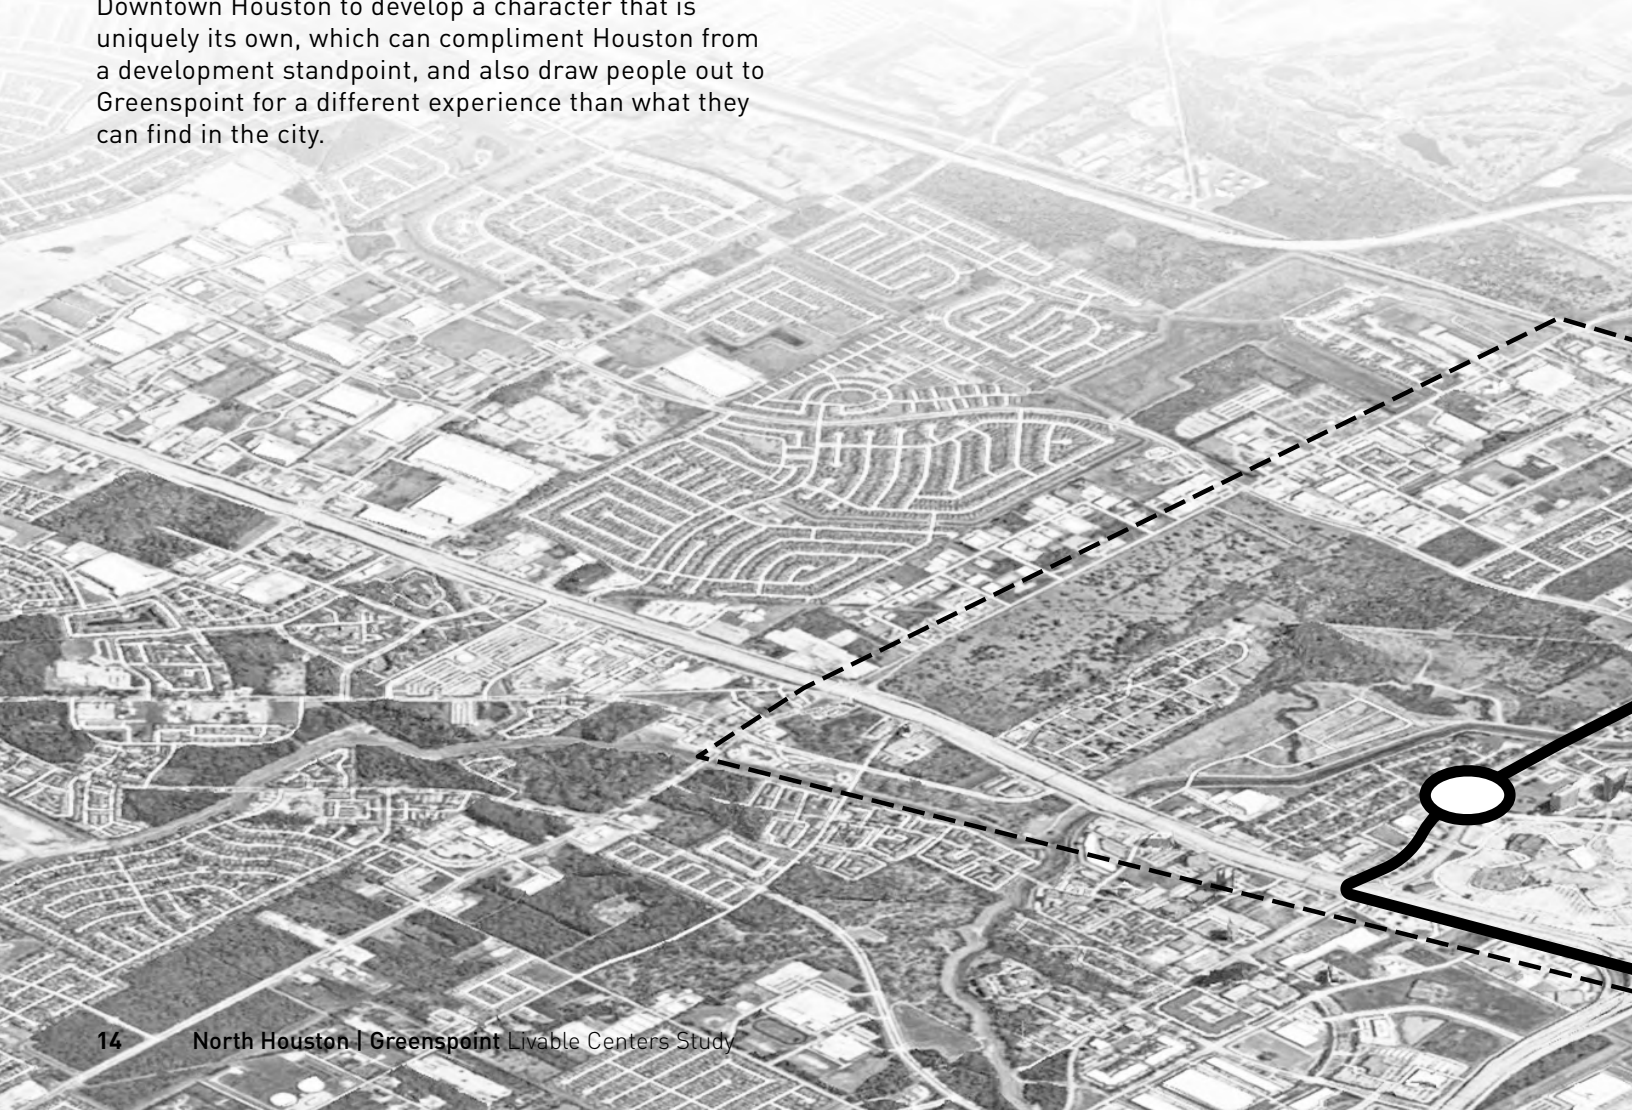 Downtown Houston to develop a character that is
uniquely its own, which can compliment Houston from
a development standpoint, and also draw people out to
Greenspoint for a different experience than what they
can find in the city.
14 North Houston | Greenspoint Livable Centers Study